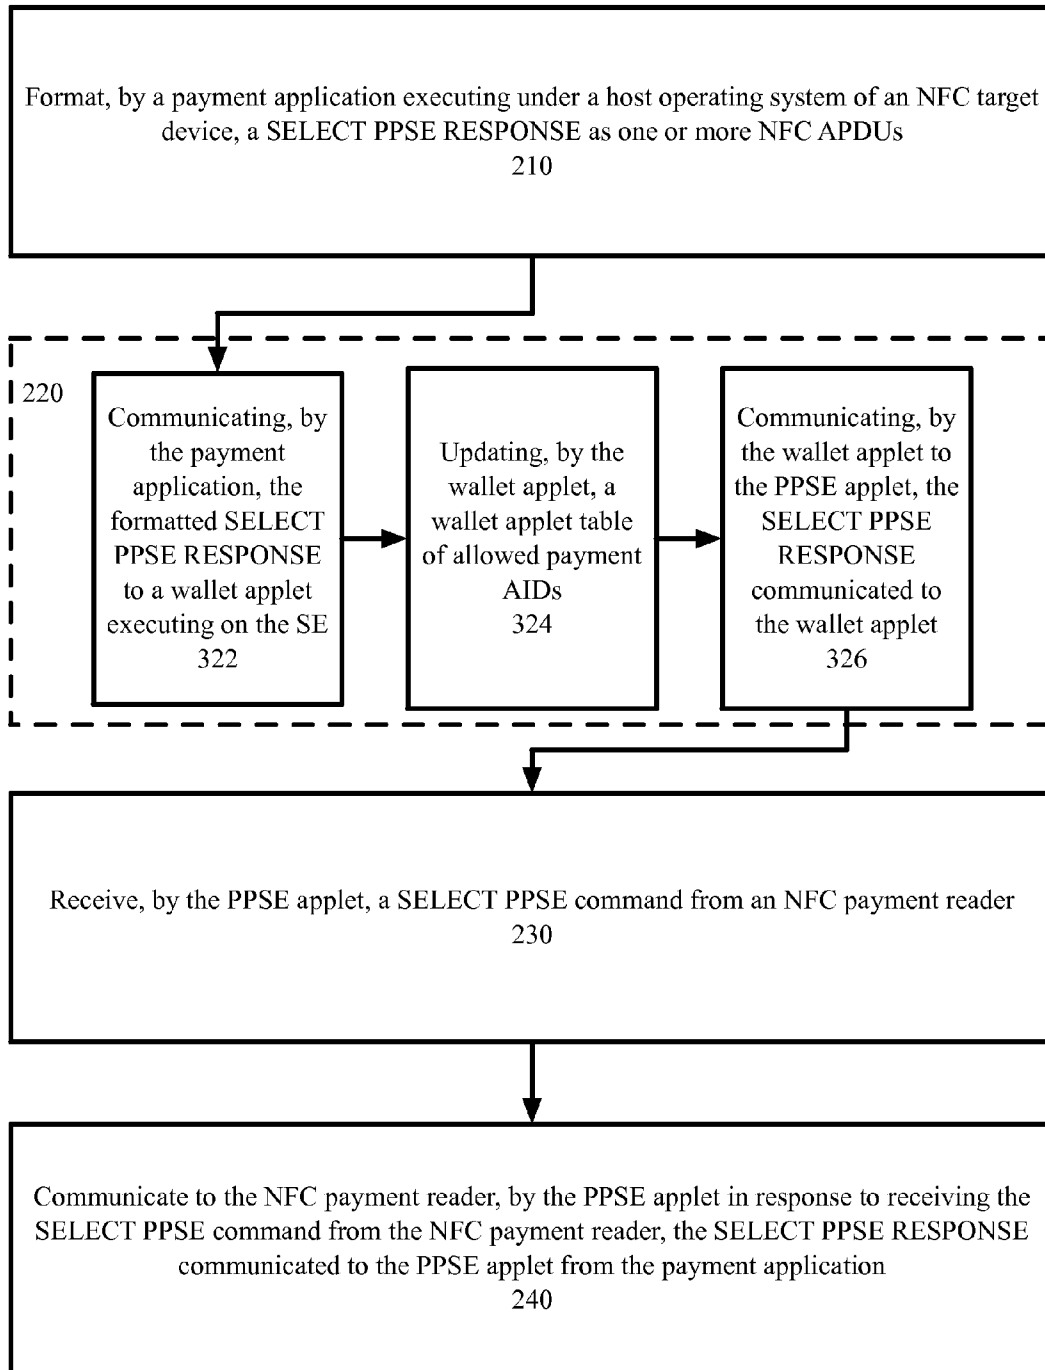 Format, by a payment application executing under a host operating system of an NFC target
device, a SELECT PPSE RESPONSE as one or more NFC APDUs
210
220
Communicating, by
the payment
application, the
formatted SELECT
PPSE RESPONSE
to a wallet applet
executing on the SE
322
Updating, by the
wallet applet, a
wallet applet table
of allowed payment
AIDs
324
Communicating, by
the wallet applet to
the PPSE applet, the
SELECT PPSE
RESPONSE
communicated to
the wallet applet
326
Receive, by the PPSE applet, a SELECT PPSE command from an NFC payment reader
230
Communicate to the NFC payment reader, by the PPSE applet in response to receiving the
SELECT PPSE command from the NFC payment reader, the SELECT PPSE RESPONSE
communicated to the PPSE applet from the payment application
240